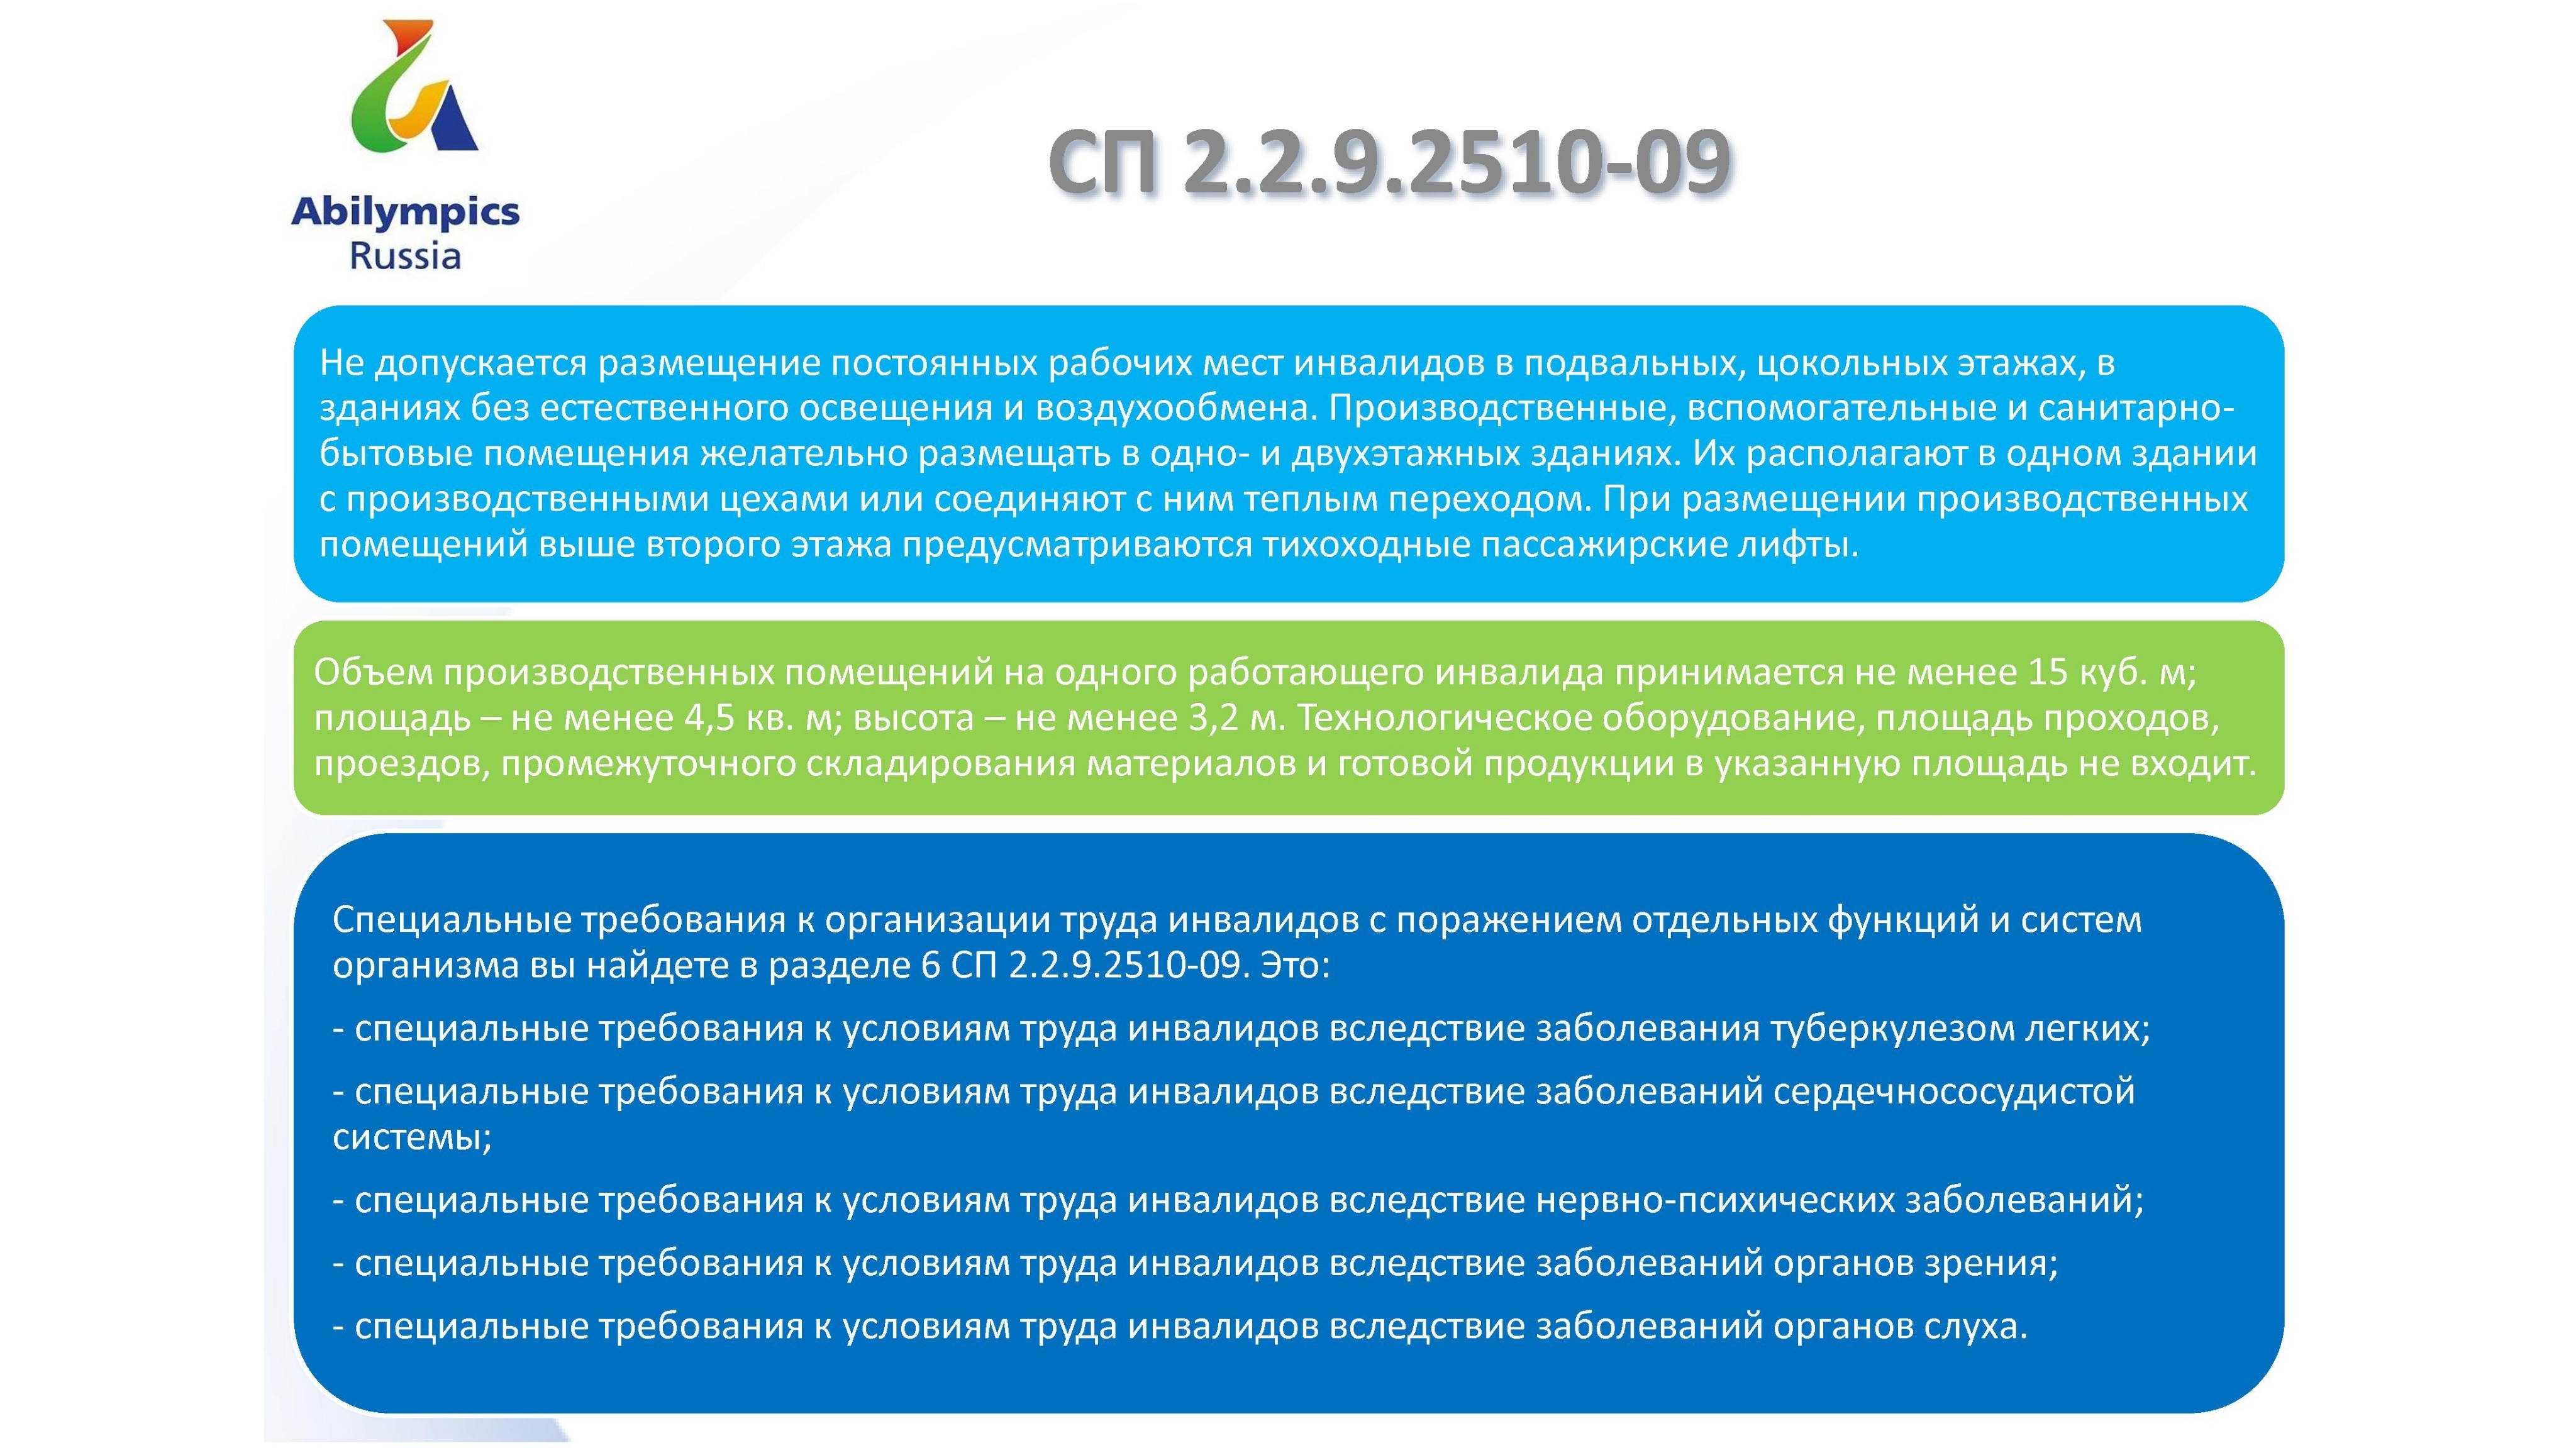 Abilympics
Russia
СП 2.2.9.2510-09
Не допускается размещение постоянных рабочих мест инвалидов в подвальных, цокольных этажах, в
зданиях без естественного освещения и воздухообмена. Производственные, вспомогательные и санитарно-
бытовые помещения желательно размещать в одно- и двухэтажных зданиях. Их располагают в одном здании
с производственными цехами или соединяют с ним теплым переходом. При размещении производственных
помещений выше второго этажа предусматриваются тихоходные пассажирские лифты.
Объем производственных помещений на одного работающего инвалида принимается не менее 15 куб. м;
площадь – не менее 4,5 кв. м; высота – не менее 3,2 м. Технологическое оборудование, площадь проходов,
проездов, промежуточного складирования материалов и готовой продукции в указанную площадь не входит.
Специальные требования к организации труда инвалидов с поражением отдельных функций и систем
организма вы найдете в разделе 6 СП 2.2.9.2510-09. Это:
- специальные требования к условиям труда инвалидов вследствие заболевания туберкулезом легких;
- специальные требования к условиям труда инвалидов вследствие заболеваний сердечнососудистой
системы;
- специальные требования к условиям труда инвалидов вследствие нервно-психических заболеваний;
- специальные требования к условиям труда инвалидов вследствие заболеваний органов зрения;
- специальные требования к условиям труда инвалидов вследствие заболеваний органов слуха.